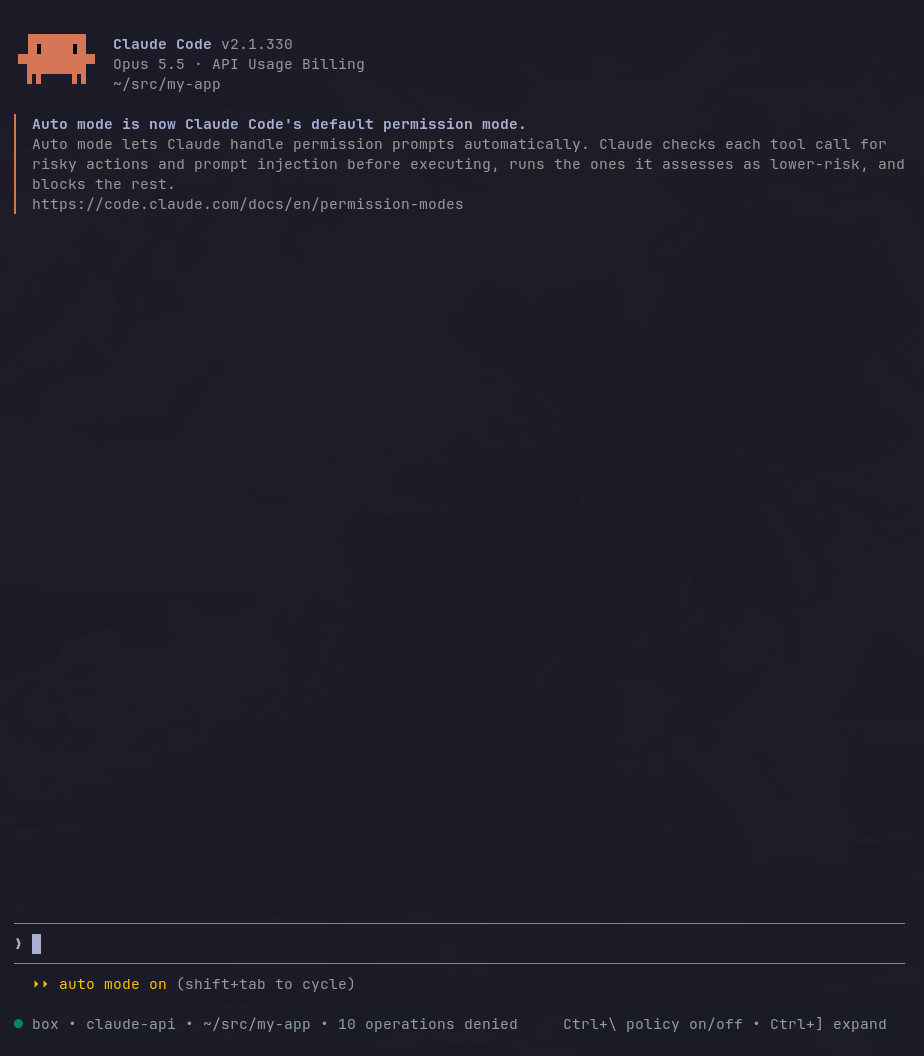 Claude Code v2.1.330
Opus 5.5 · API Usage Billing
~/src/my-app
Auto mode is now Claude Code's default permission mode.
Auto mode lets Claude handle permission prompts automatically. Claude checks each tool call for
risky actions and prompt injection before executing, runs the ones it assesses as lower-risk, and
blocks the rest.
https://code.claude.com/docs/en/permission-modes
❯
⏵⏵ auto mode on (shift+tab to cycle)
● box • claude-api • ~/src/my-app • 10 operations denied Ctrl+\ policy on/off • Ctrl+] expand